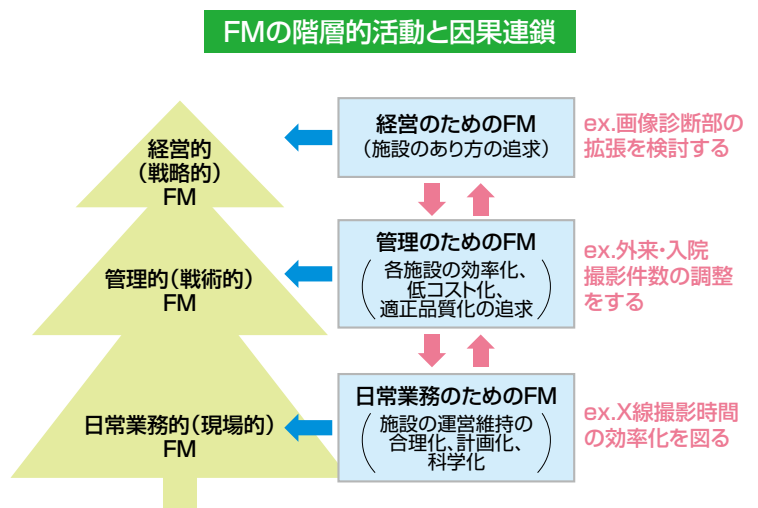 FMの階層的活動と因果連鎖
経営的
（戦略的）
FM
経営のためのFM
（施設のあり方の追求）
ex.画像診断部の
拡張を検討する
管理的（戦術的）
FM
管理のためのFM
（各施設の効率化、
低コスト化、
適正品質化の追求）
ex.外来・入院
撮影件数の調整
をする
日常業務的（現場的）
FM
日常業務のためのFM
（施設の運営維持の
合理化、計画化、
科学化）
ex.X線撮影時間
の効率化を図る